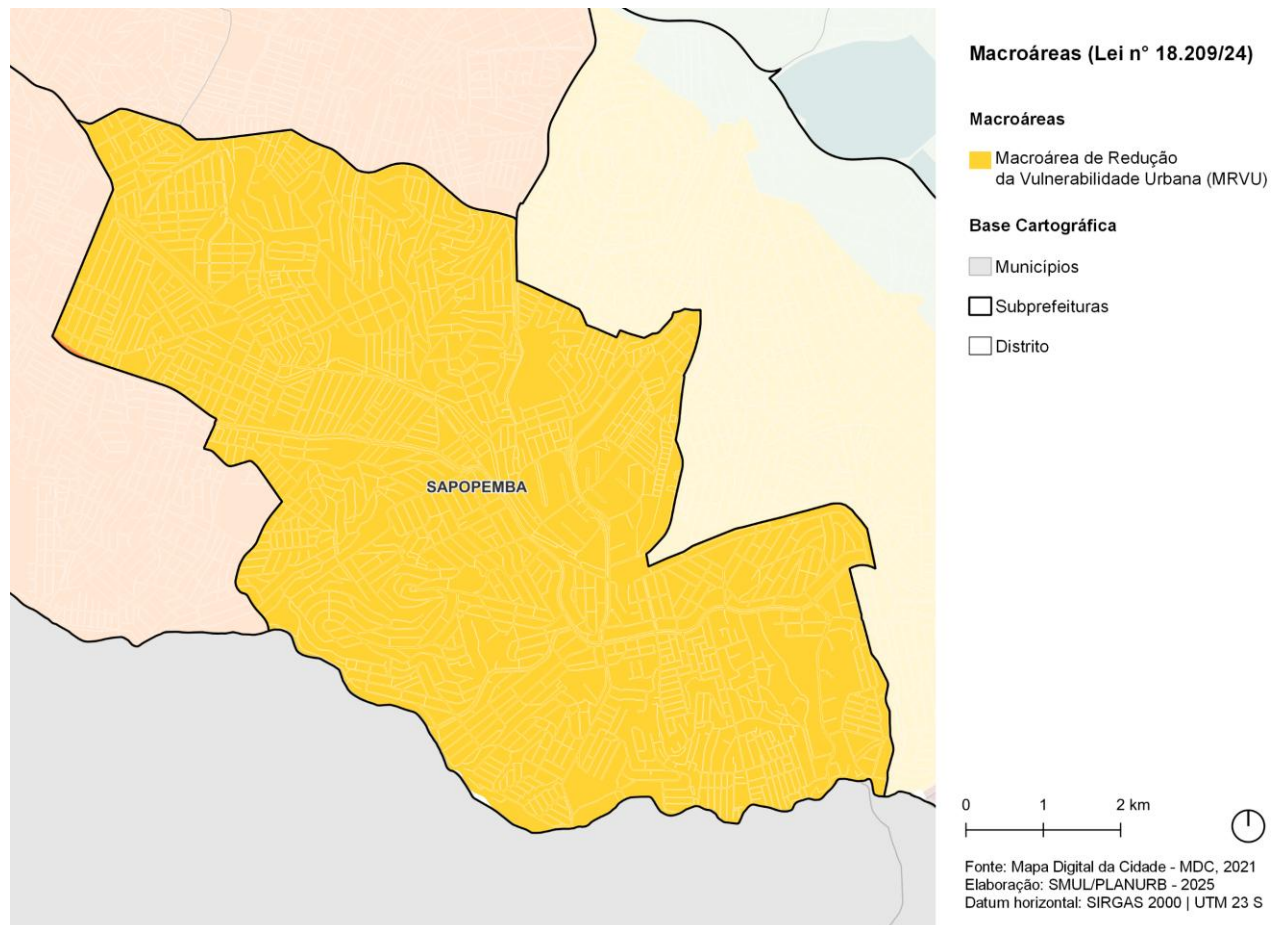 SAPOPEMBA
Macroáreas (Lei n° 18.209/24)
Macroáreas
Macroárea de Redução
da Vulnerabilidade Urbana (MRVU)
Base Cartográfica
Municípios
Subprefeituras
Distrito
0 1 2 km
Fonte: Mapa Digital da Cidade - MDC, 2021
Elaboração: SMUL/PLANURB - 2025
Datum horizontal: SIRGAS 2000 | UTM 23 S